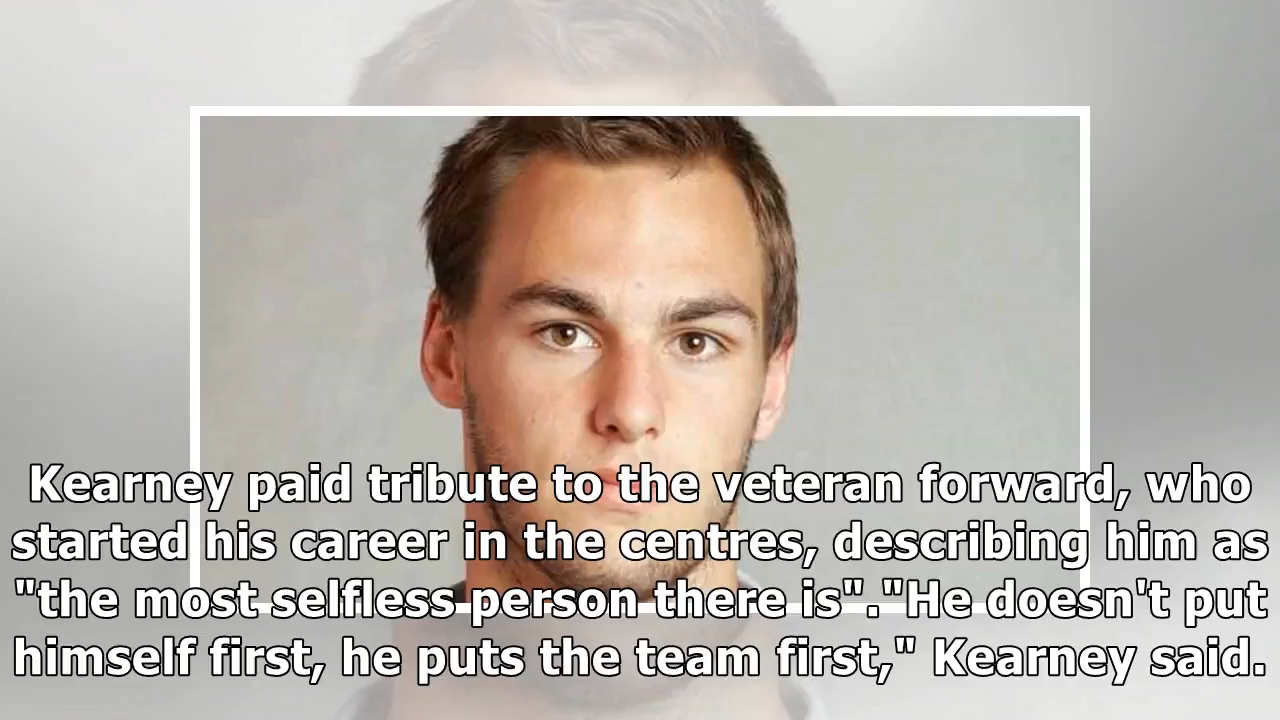 Kearney paid tribute to the veteran forward, who
started his career in the centres, describing him as
"the most selfless person there is"."He doesn't put
himself first, he puts the team first," Kearney said.